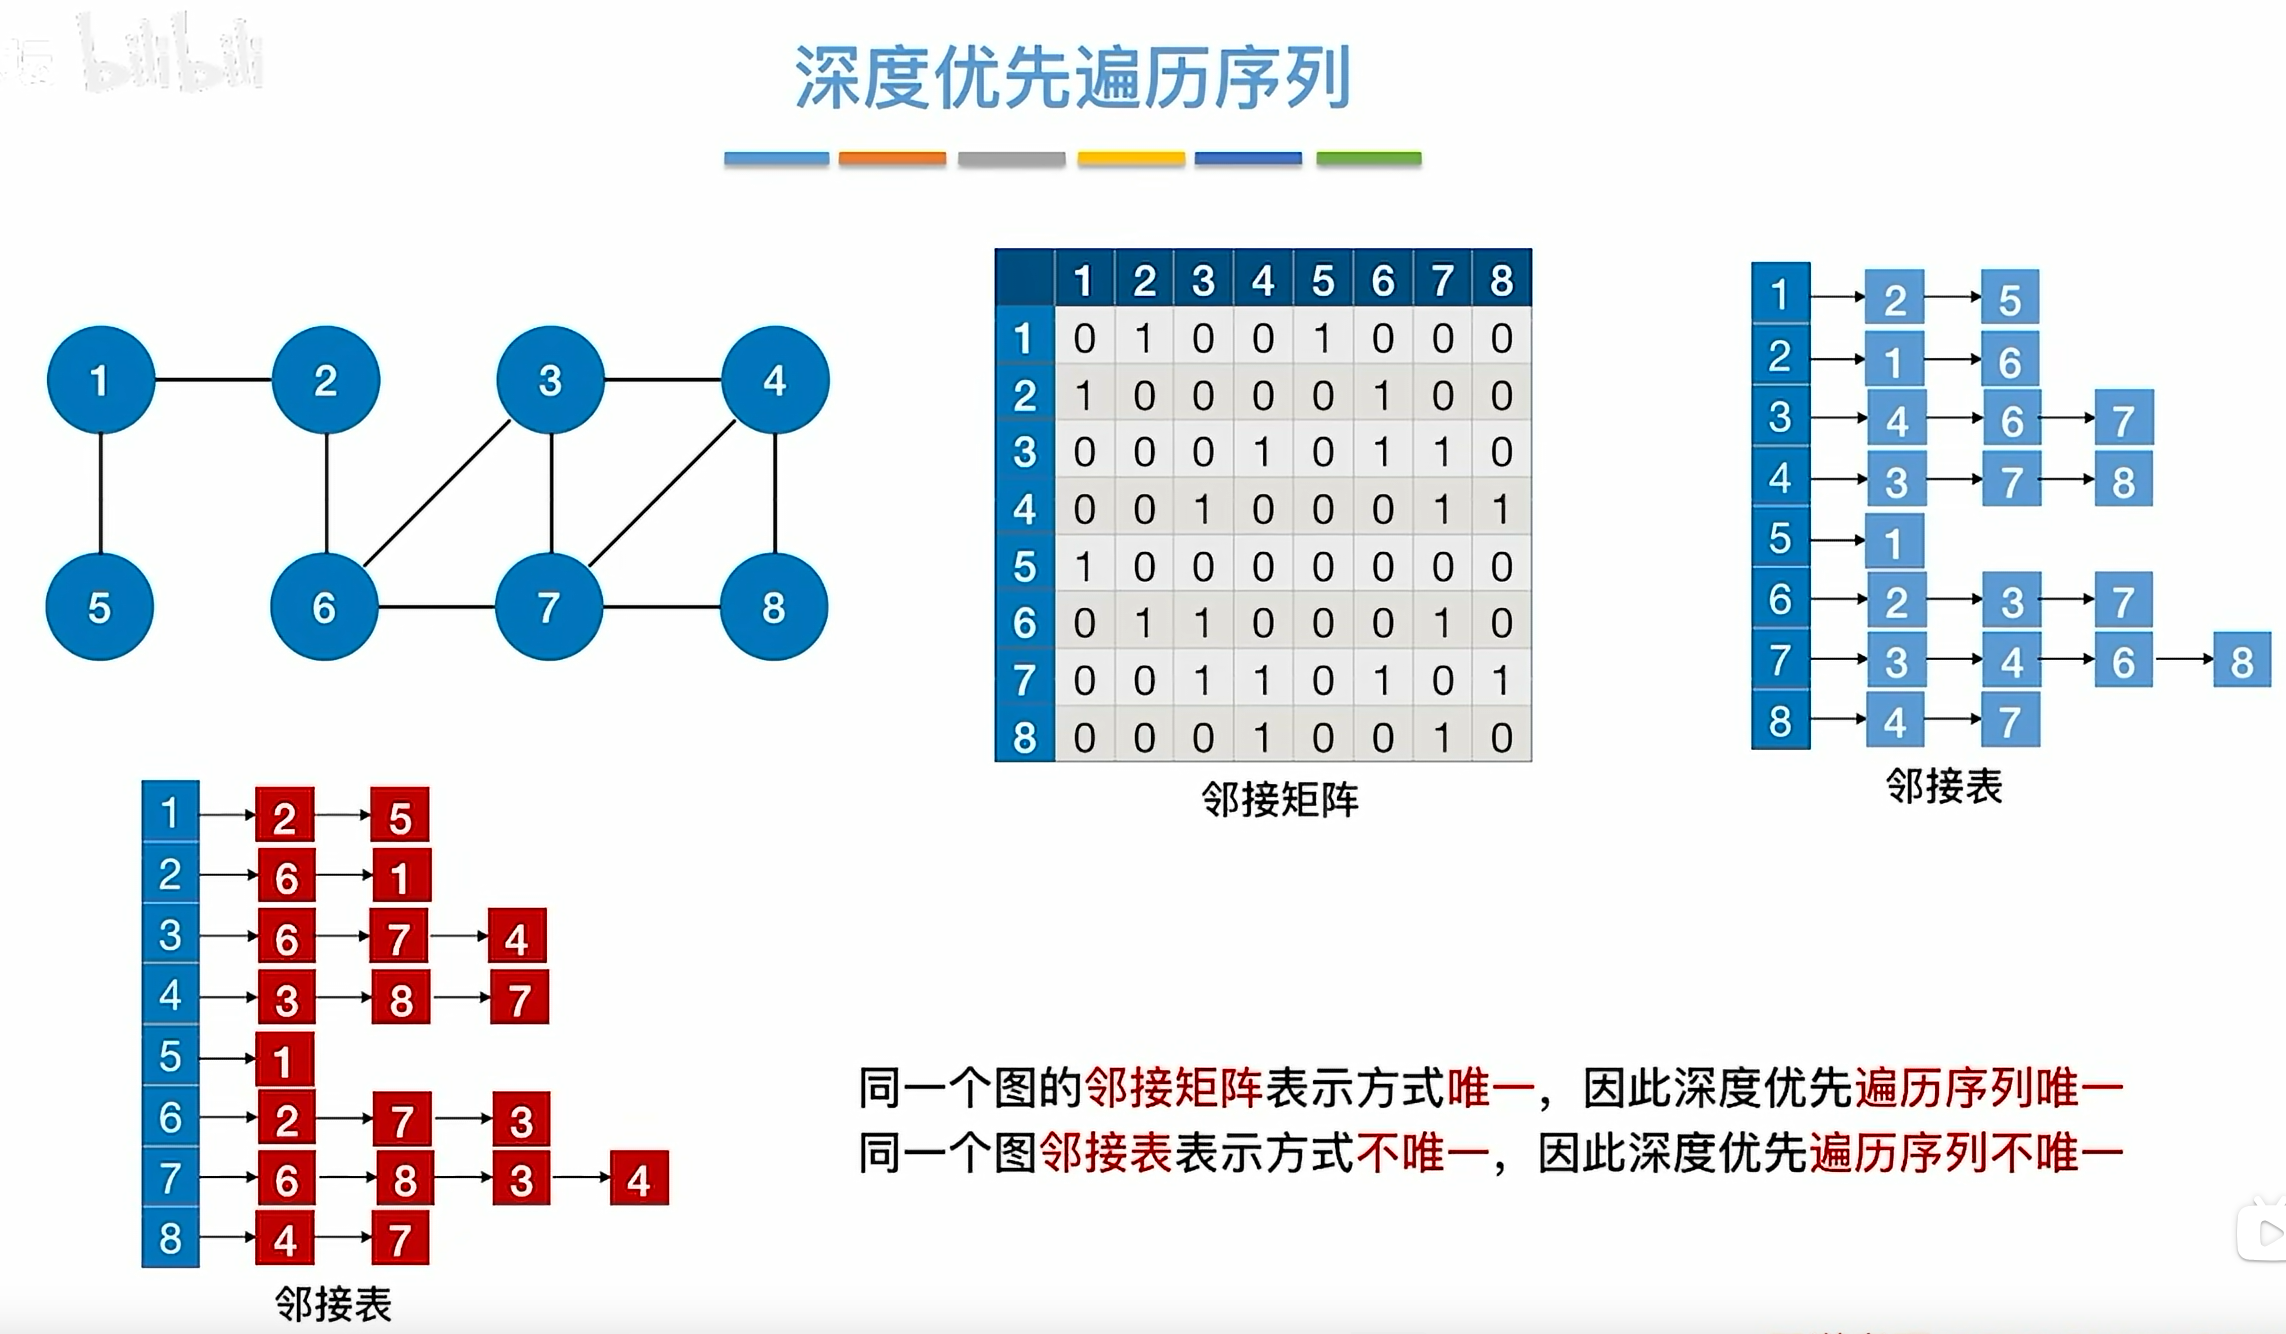 bilibili
深度优先遍历序列
1 2 3 4
5 6 7 8
1 2 3 4 5 6 7 8
1 0 1 0 0 1 0 0 0
2 1 0 0 0 0 1 0 0
3 0 0 0 1 0 1 1 0
4 0 0 1 0 0 0 1 1
5 1 0 0 0 0 0 0 0
6 0 1 1 0 0 0 1 0
7 0 0 1 1 0 1 0 1
8 0 0 0 1 0 0 1 0
邻接矩阵
1 2 5
2 1 6
3 4 6 7
4 3 7 8
5 1
6 2 3 7
7 3 4 6 8
8 4 7
邻接表
1 2 5
2 6 1
3 6 7 4
4 3 8 7
5 1
6 2 7 3
7 6 8 3 4
8 4 7
邻接表
同一个图的邻接矩阵表示方式唯一，因此深度优先遍历序列唯一
同一个图邻接表表示方式不唯一，因此深度优先遍历序列不唯一